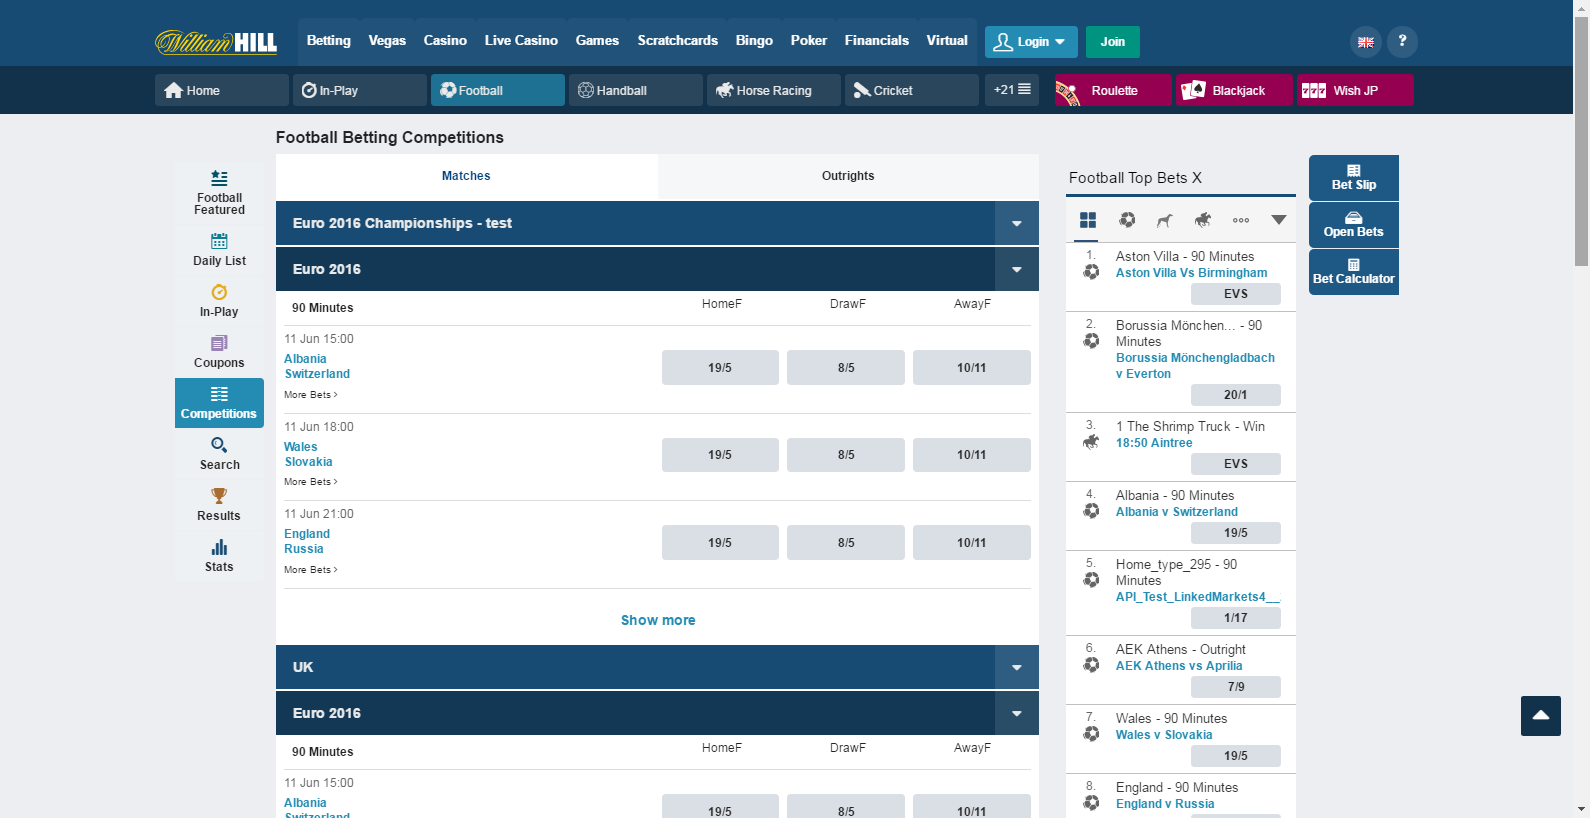 William HILL
Betting
Vegas
Casino
Live Casino
Games
Scratchcards
Bingo
Poker
Financials
Virtual
Login
Join
?
Home
In-Play
Football
Handball
Horse Racing
Cricket
+21
Roulette
777
Blackjack
Wish JP
Football Betting Competitions
Football
Featured
Daily List
In-Play
Coupons
Competitions
Search
Results
Stats
Matches
Outrights
Euro 2016 Championships - test
Euro 2016
90 Minutes
HomeF
DrawF
AwayF
11 Jun 15:00
Albania
Switzerland
19/5
8/5
10/11
More Bets >
11 Jun 18:00
Wales
Slovakia
19/5
8/5
10/11
More Bets >
11 Jun 21:00
England
Russia
19/5
8/5
10/11
More Bets >
Show more
UK
Euro 2016
90 Minutes
HomeF
DrawF
AwayF
11 Jun 15:00
Albania
Switzerland
19/5
8/5
10/11
Football Top Bets X
1.
Aston Villa - 90 Minutes
Aston Villa Vs Birmingham
EVS
2.
Borussia Mönchen... - 90
Minutes
Borussia Mönchengladbach
v Everton
20/1
3.
1 The Shrimp Truck - Win
18:50 Aintree
EVS
4.
Albania - 90 Minutes
Albania v Switzerland
19/5
5.
Home_type_295 - 90
Minutes
API_Test_LinkedMarkets4__
1/17
6.
AEK Athens - Outright
AEK Athens vs Aprilia
7/9
7.
Wales - 90 Minutes
Wales v Slovakia
19/5
8.
England - 90 Minutes
England v Russia
Bet Slip
Open Bets
Bet Calculator